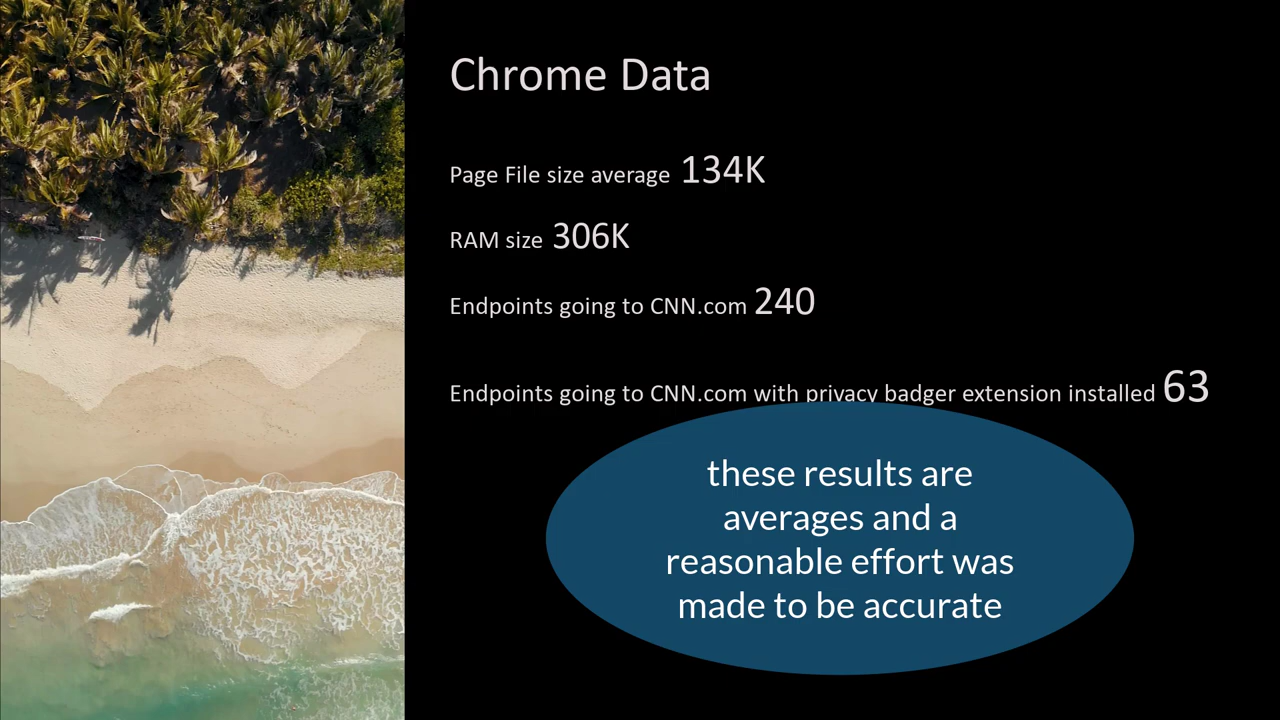 Chrome Data
Page File size average 134K
RAM size 306K
Endpoints going to CNN.com 240
Endpoints going to CNN.com with privacy badger extension installed 63
these results are
averages and a
reasonable effort was
made to be accurate